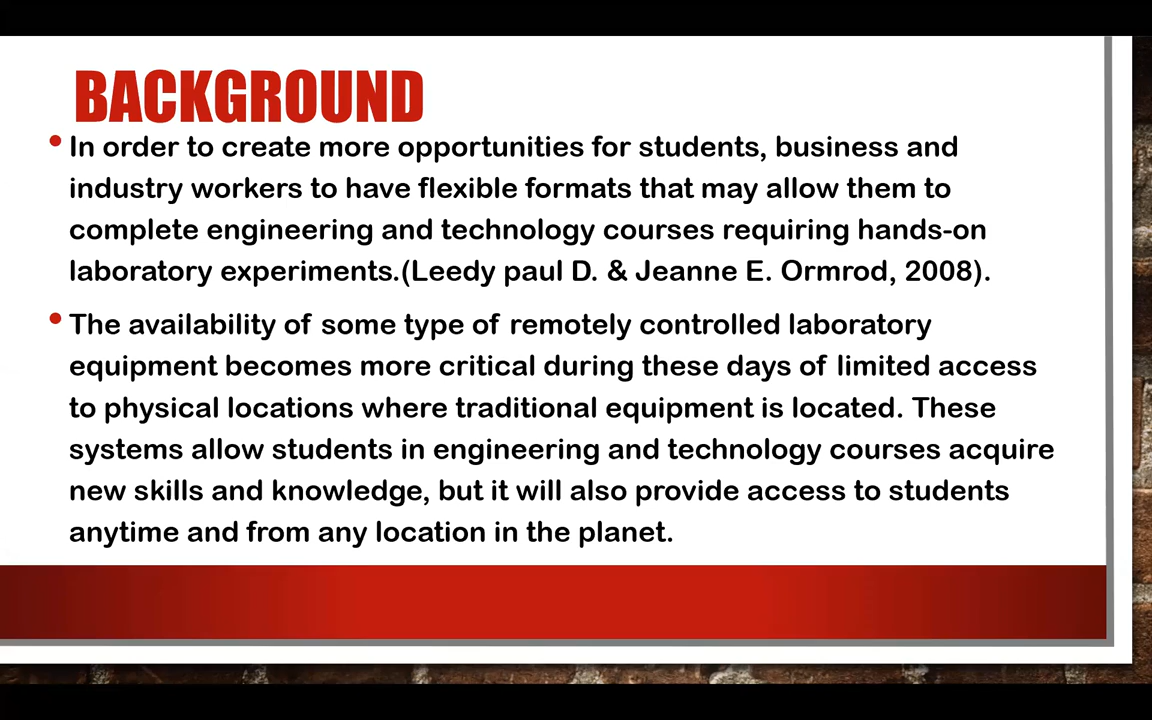 BACKGROUND
• In order to create more opportunities for students, business and
industry workers to have flexible formats that may allow them to
complete engineering and technology courses requiring hands-on
laboratory experiments.(Leedy paul D. & Jeanne E. Ormrod, 2008).
• The availability of some type of remotely controlled laboratory
equipment becomes more critical during these days of limited access
to physical locations where traditional equipment is located. These
systems allow students in engineering and technology courses acquire
new skills and knowledge, but it will also provide access to students
anytime and from any location in the planet.